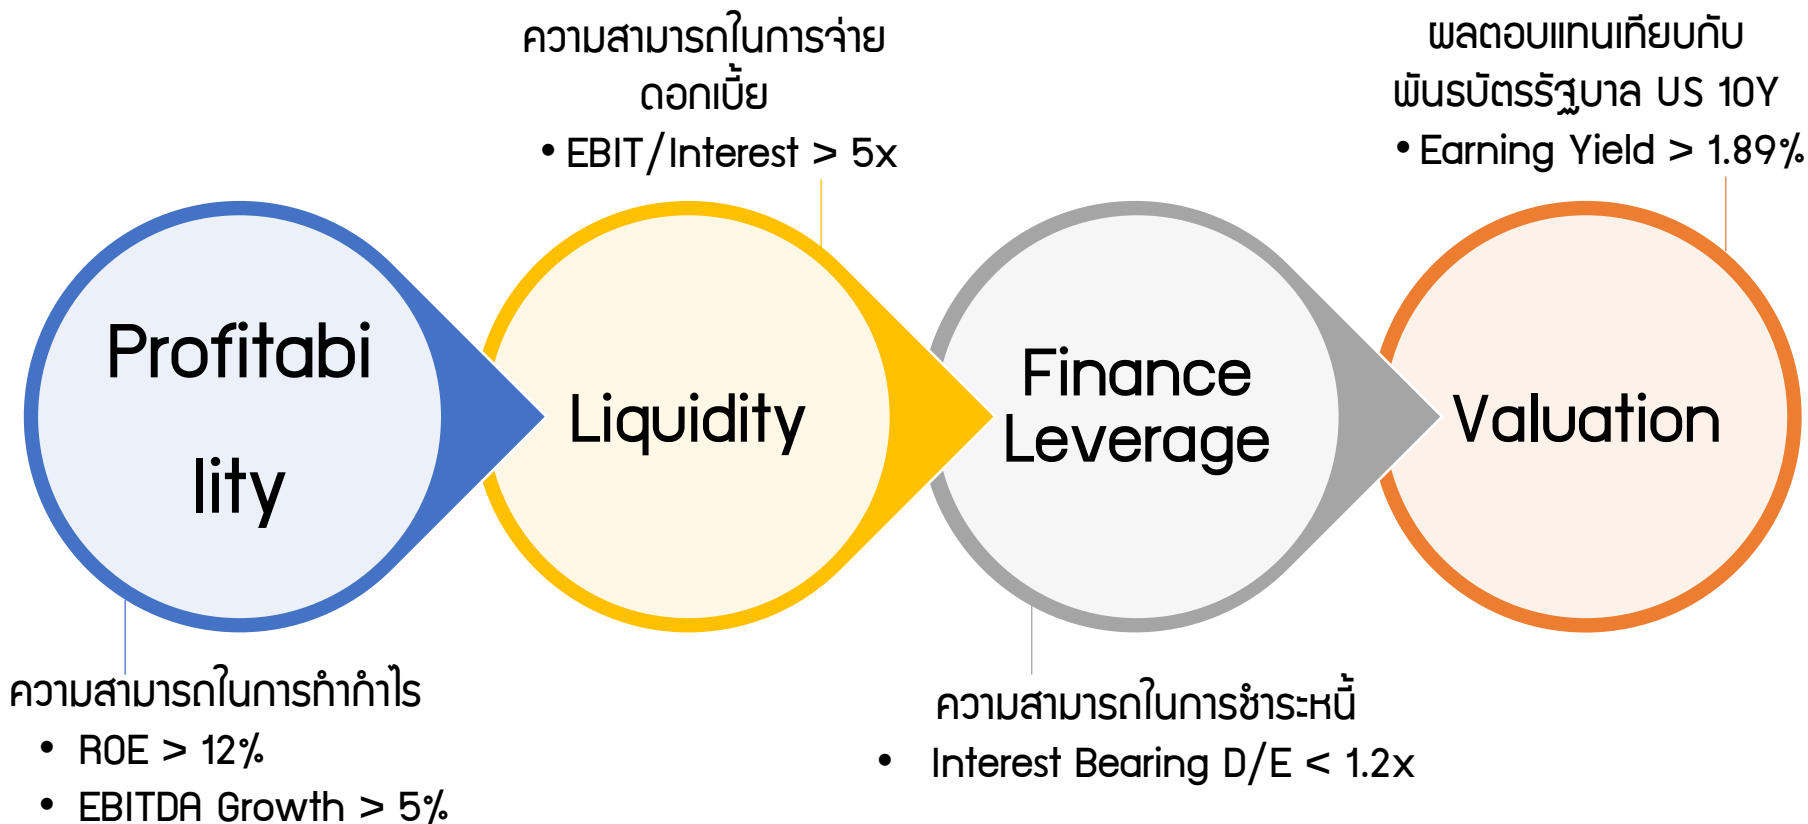 ความสามารถในการจ่าย
ดอกเบี้ย
• EBIT/Interest > 5x
ผลตอบแทนเทียบกับ
พันธบัตรรัฐบาล US 10Y
• Earning Yield > 1.89%
Profitabi
lity
Liquidity
Finance
Leverage
Valuation
ความสามารถในการทำกำไร
• ROE > 12%
• EBITDA Growth > 5%
ความสามารถในการชำระหนี้
• Interest Bearing D/E < 1.2x